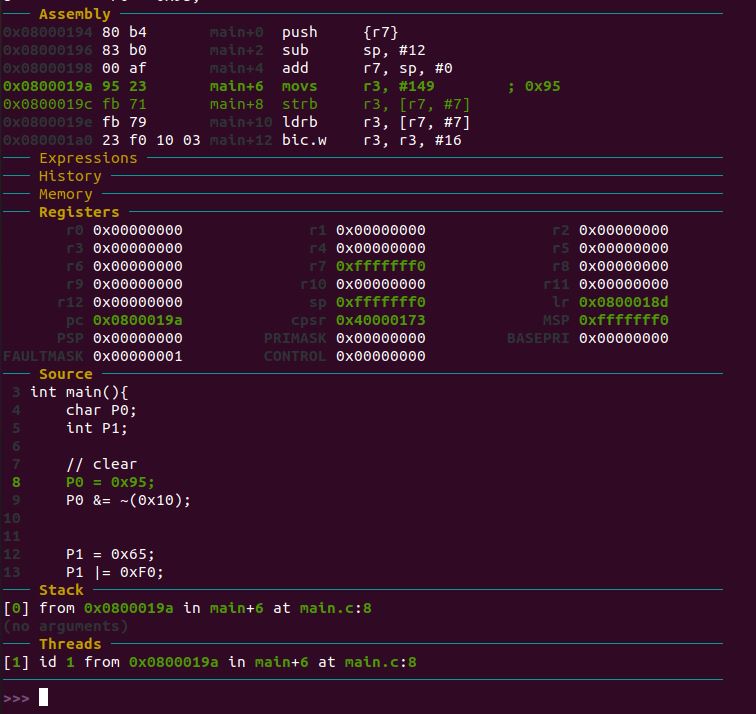 Assembly
0x08000194 80 b4 main+0 push {r7}
0x08000196 83 b0 main+2 sub sp, #12
0x08000198 00 af main+4 add r7, sp, #0
0x0800019a 95 23 main+6 movs r3, #149 ; 0x95
0x0800019c fb 71 main+8 strb r3, [r7, #7]
0x0800019e fb 79 main+10 ldrb r3, [r7, #7]
0x080001a0 23 f0 10 03 main+12 bic.w r3, r3, #16
Expressions
History
Memory
Registers
r0 0x00000000 r1 0x00000000 r2 0x00000000
r3 0x00000000 r4 0x00000000 r5 0x00000000
r6 0x00000000 r7 0xfffffff0 r8 0x00000000
r9 0x00000000 r10 0x00000000 r11 0x00000000
r12 0x00000000 sp 0xfffffff0 lr 0x0800018d
pc 0x0800019a cpsr 0x40000173 MSP 0xfffffff0
PSP 0x00000000 PRIMASK 0x00000000 BASEPRI 0x00000000
FAULTMASK 0x00000001 CONTROL 0x00000000
Source
3 int main(){
4 char P0;
5 int P1;
6
7 // clear
8 P0 = 0x95;
9 P0 &= ~(0x10);
10
11
12 P1 = 0x65;
13 P1 |= 0xF0;
Stack
[0] from 0x0800019a in main+6 at main.c:8
(no arguments)
Threads
[1] id 1 from 0x0800019a in main+6 at main.c:8
>>>